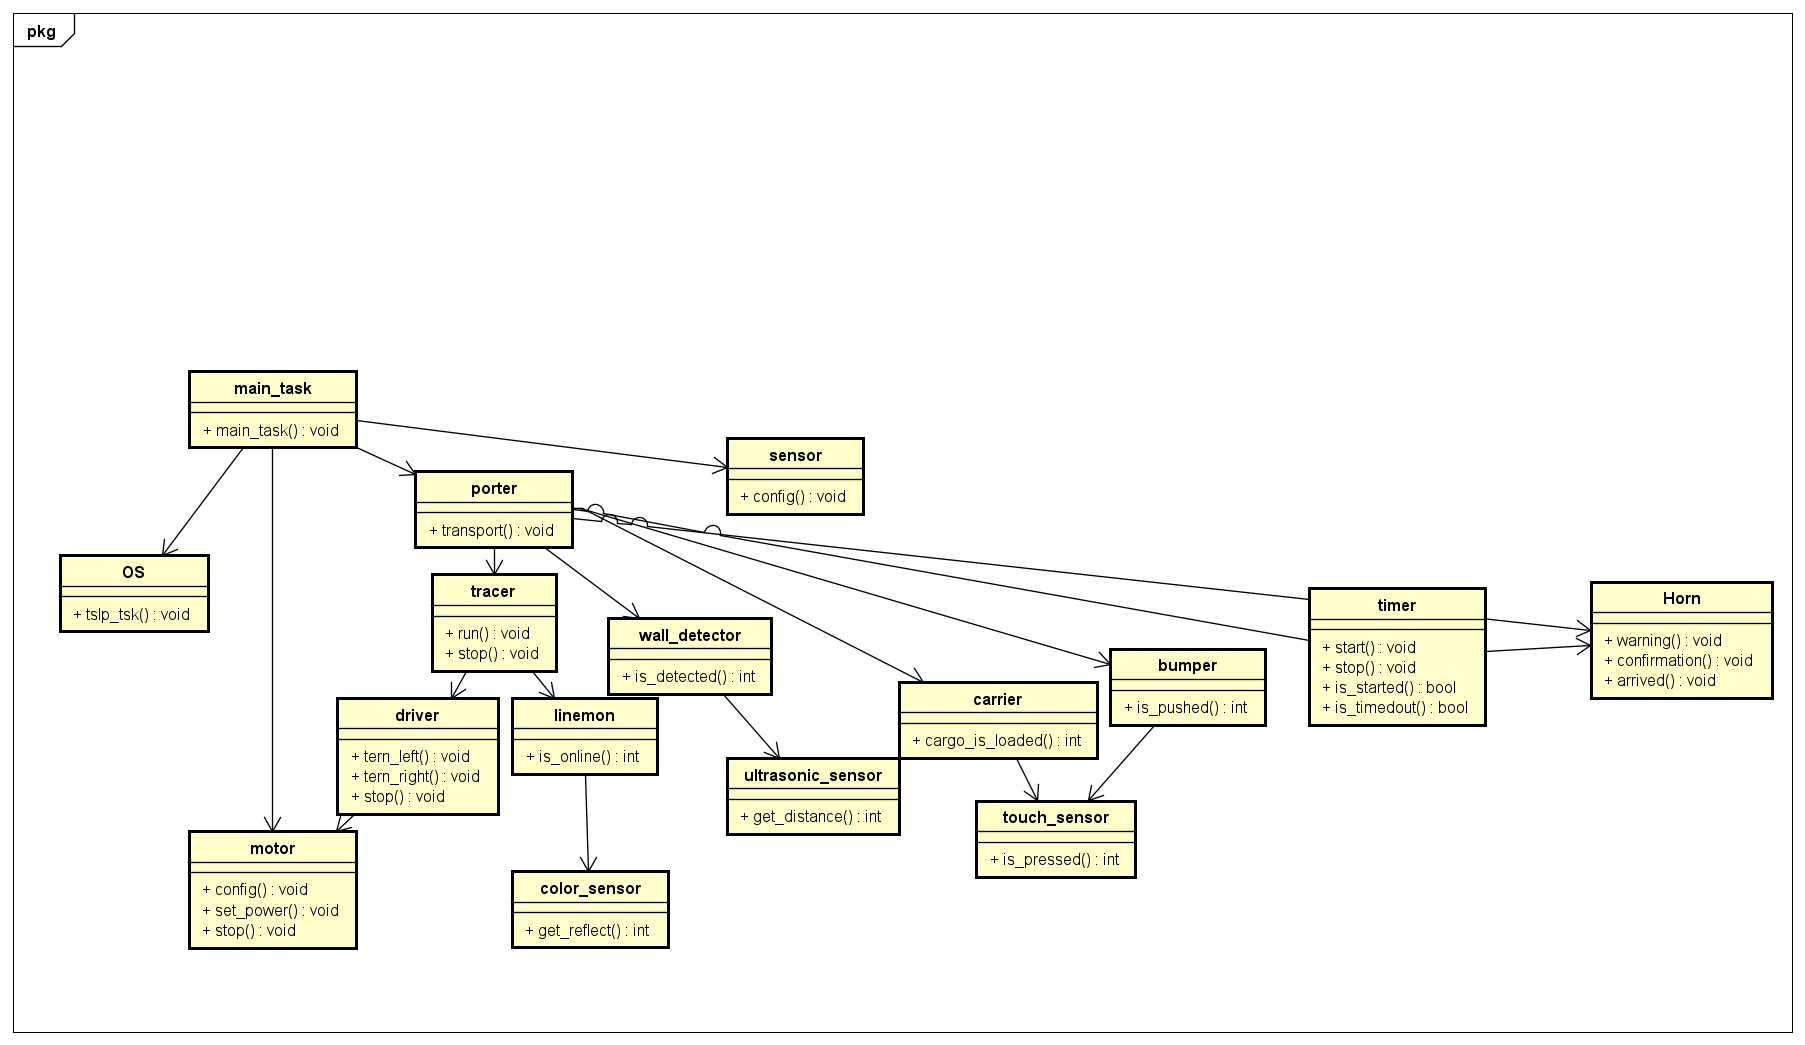 pkg
main_task
+ main_task() : void
sensor
+ config() : void
porter
+ transport() : void
OS
+ tslp_tsk() : void
tracer
+ run() : void
+ stop() : void
wall_detector
+ is_detected() : int
timer
+ start() : void
+ stop() : void
+ is_started() : bool
+ is_timedout() : bool
Horn
+ warning() : void
+ confirmation() : void
+ arrived() : void
bumper
+ is_pushed() : int
carrier
+ cargo_is_loaded() : int
driver
+ tern_left() : void
+ tern_right() : void
+ stop() : void
linemon
+ is_online() : int
ultrasonic_sensor
+ get_distance() : int
touch_sensor
+ is_pressed() : int
motor
+ config() : void
+ set_power() : void
+ stop() : void
color_sensor
+ get_reflect() : int